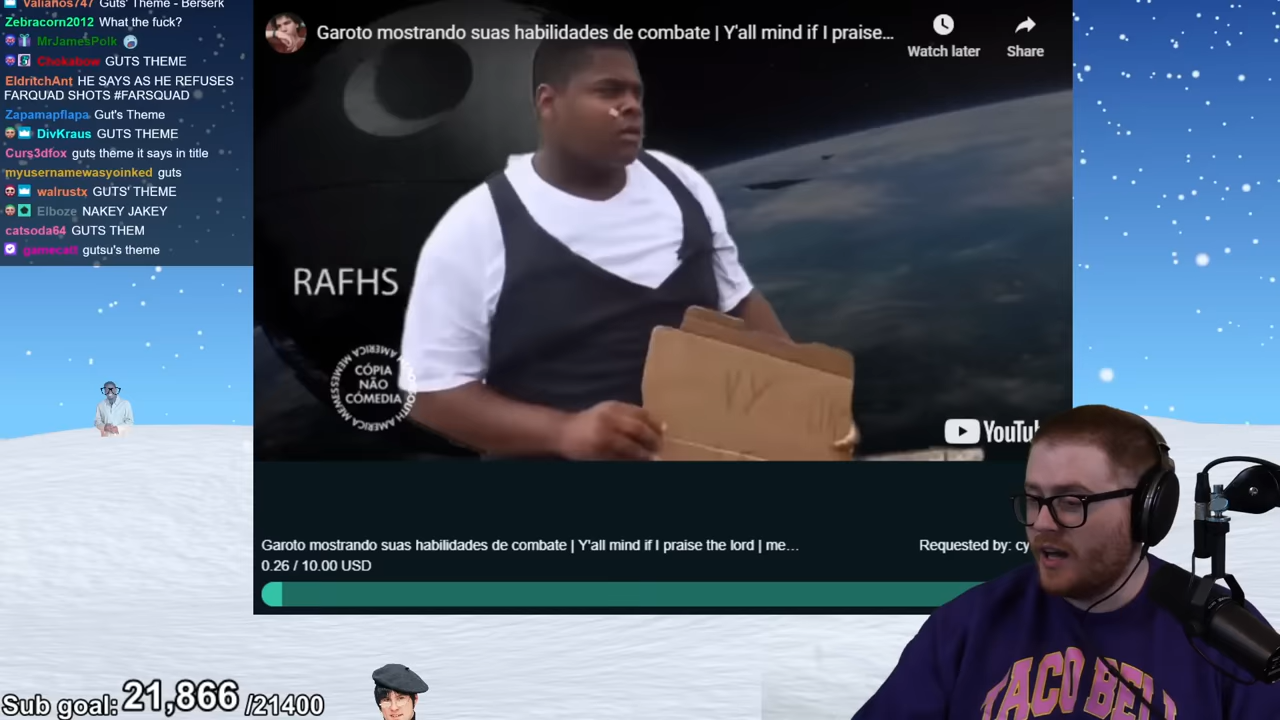 Valianos747 Guts' Theme - Berserk
Zebracorn2012 What the fuck?
MrJamesPolk
Chokabow GUTS THEME
EldritchAnt HE SAYS AS HE REFUSES
FARQUAD SHOTS #FARSQUAD
Zapamapflapa Gut's Theme
DivKraus GUTS THEME
Curs3dfox guts theme it says in title
myusernamewasyoinked guts
walrustx GUTS' THEME
Elboze NAKEY JAKEY
catsoda64 GUTS THEM
gamecat1 gutsu's theme
Garoto mostrando suas habilidades de combate | Y'all mind if I praise...
Watch later
Share
RAFHS
CÓPIA
NÃO
CÓMEDIA
VY
YouTu
Garoto mostrando suas habilidades de combate | Y'all mind if I praise the lord | me...
Requested by: cy
0.26 / 10.00 USD
TACO BELL
Sub goal: 21,866 /21400